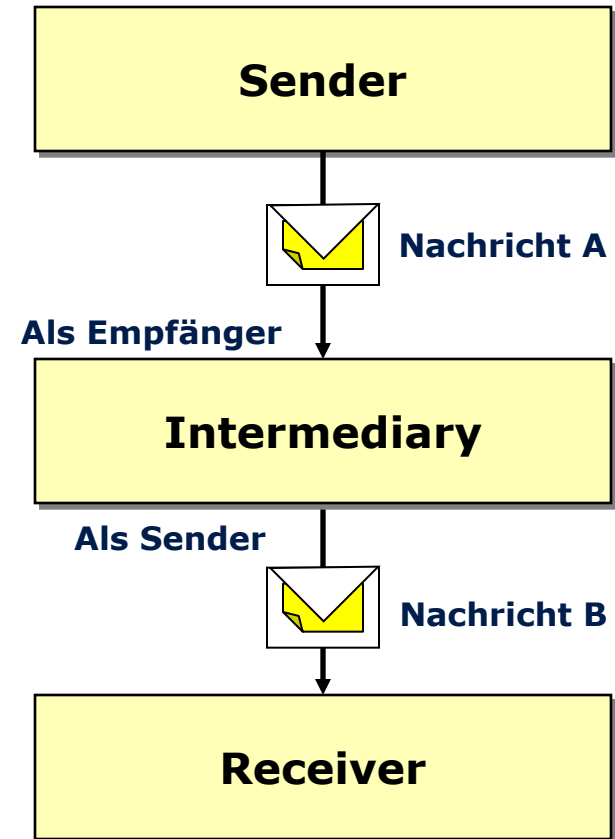 Sender
Nachricht A
Als Empfänger
Intermediary
Als Sender
Nachricht B
Receiver